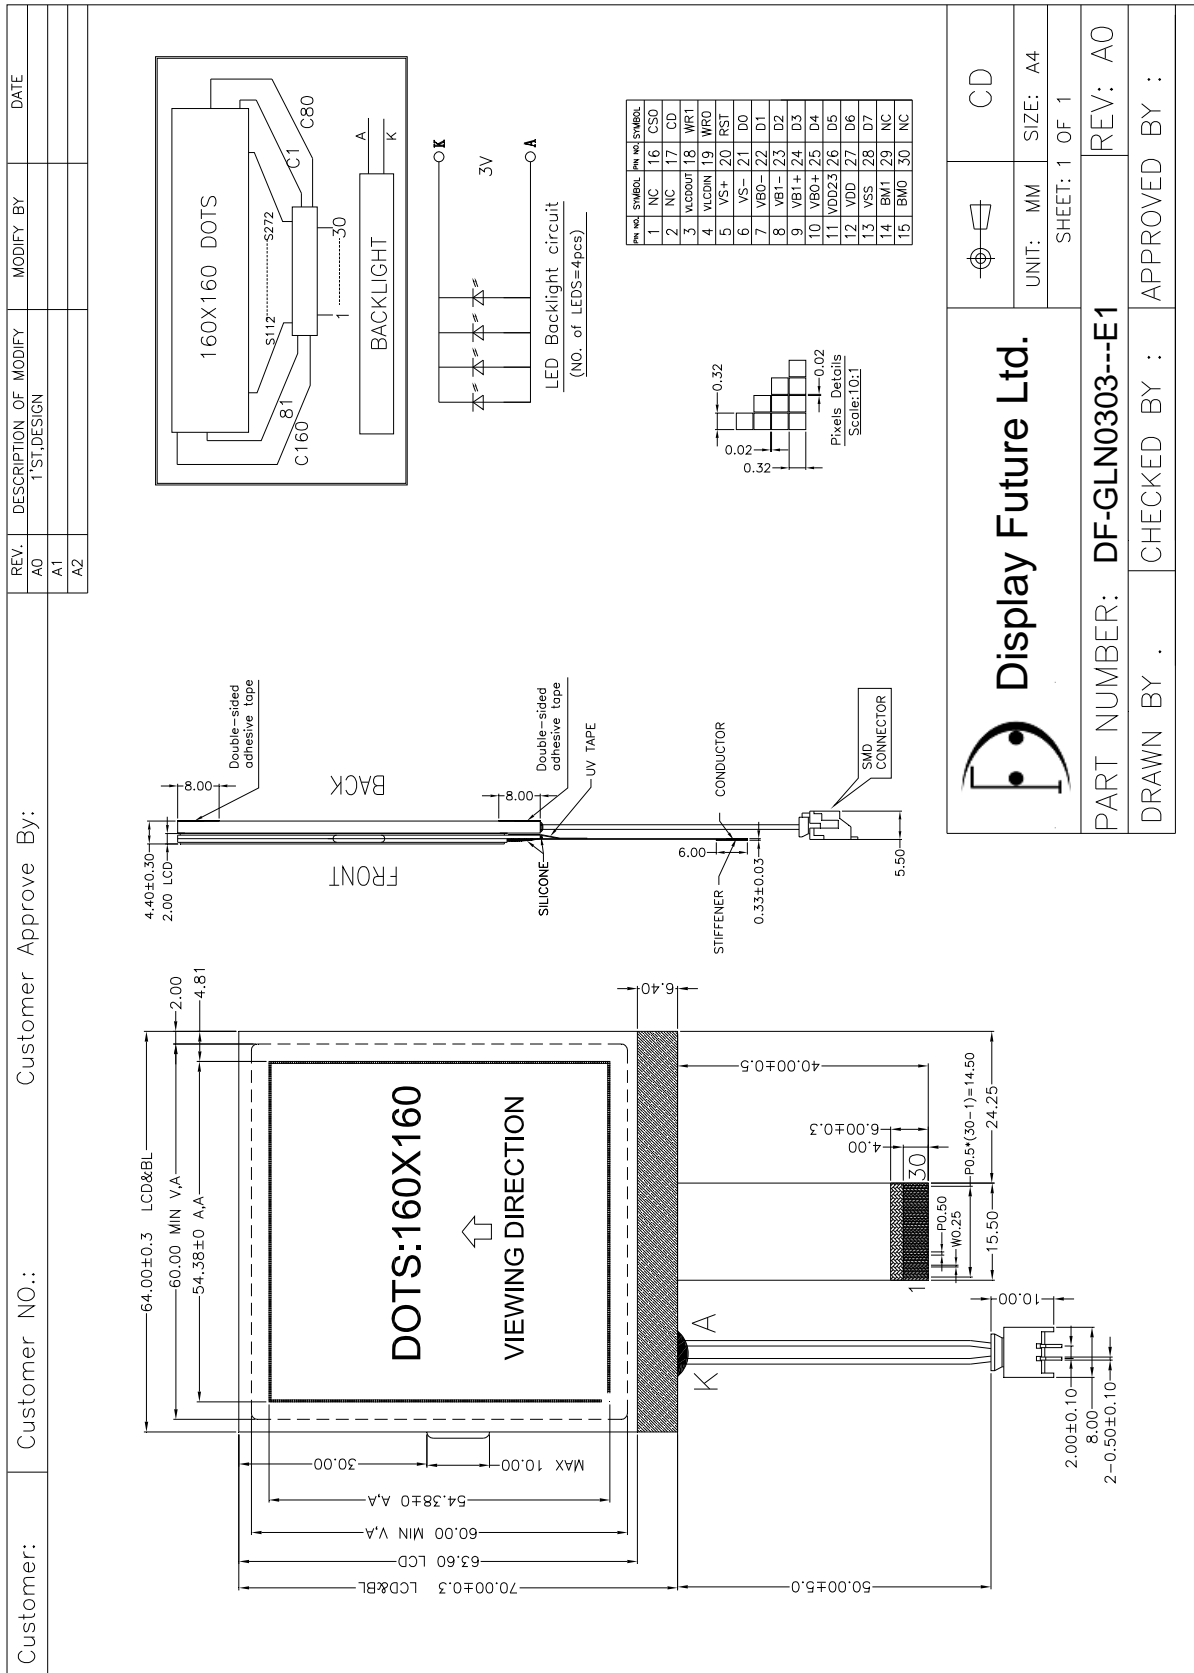 Customer:
Customer NO.:
Customer Approve By:
REV. DESCRIPTION OF MODIFY MODIFY BY DATE
A0 1'ST,DESIGN
A1
A2
64.00±0.3 LCD&BL
60.00 MIN V,A
54.38±0 A,A
2.00
4.81
DOTS:160X160
VIEWING DIRECTION
30.00
MAX 10.00
54.38±0 A,A
60.00 MIN V,A
63.60 LCD
70.00±0.3 LCD&BL
6.40
40.00±0.5
6.00±0.3
4.00
K A
1 30
P0.50
W0.25
P0.5*(30-1)=14.50
15.50
24.25
10.00
50.00±5.0
2.00±0.10
8.00
2-0.50±0.10
4.40±0.30
2.00 LCD
8.00
Double-sided
adhesive tape
FRONT
BACK
8.00
Double-sided
adhesive tape
UV TAPE
SILICONE
6.00
CONDUCTOR
STIFFENER
0.33±0.03
SMD
CONNECTOR
5.50
160X160 DOTS
S112 S272
C160 81 C1 C80
1 30
BACKLIGHT
A
K
K
3V
A
LED Backlight circuit
(NO. of LEDS=4pcs)
0.32
0.02
0.02
0.32
Pixels Details
Scale:10:1
PIN NO. SYMBOL PIN NO. SYMBOL
1 NC 16 CS0
2 NC 17 CD
3 VLCDOUT 18 WR1
4 VLCDIN 19 WR0
5 VS+ 20 RST
6 VS- 21 D0
7 VB0- 22 D1
8 VB1- 23 D2
9 VB1+ 24 D3
10 VB0+ 25 D4
11 VDD23 26 D5
12 VDD 27 D6
13 VSS 28 D7
14 BM1 29 NC
15 BM0 30 NC
Display Future Ltd.
CD
UNIT: MM SIZE: A4
SHEET: 1 OF 1
PART NUMBER: DF-GLN0303---E1
REV: A0
DRAWN BY .
CHECKED BY :
APPROVED BY :